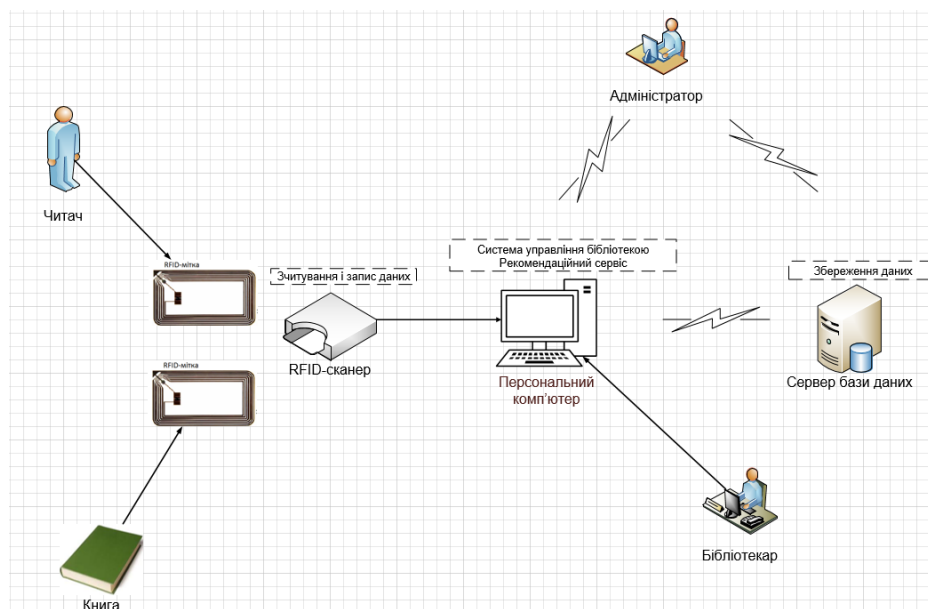 Адміністратор
Читач
RFID-мітка
Зчитування і запис даних
RFID-сканер
Система управління бібліотекою
Рекомендаційний сервіс
Персональний
комп'ютер
Збереження даних
Сервер бази даних
RFID-мітка
Бібліотекар
Книга